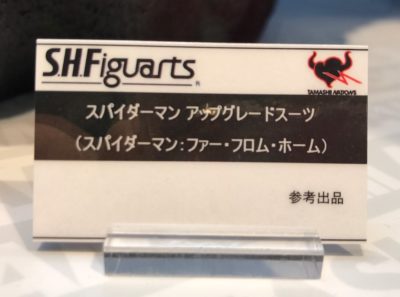 S.H.Figuarts
®
TAMASHII NATIONS
スパイダーマン アップグレードスーツ
(スパイダーマン:ファー・フロム・ホーム)
参考出品